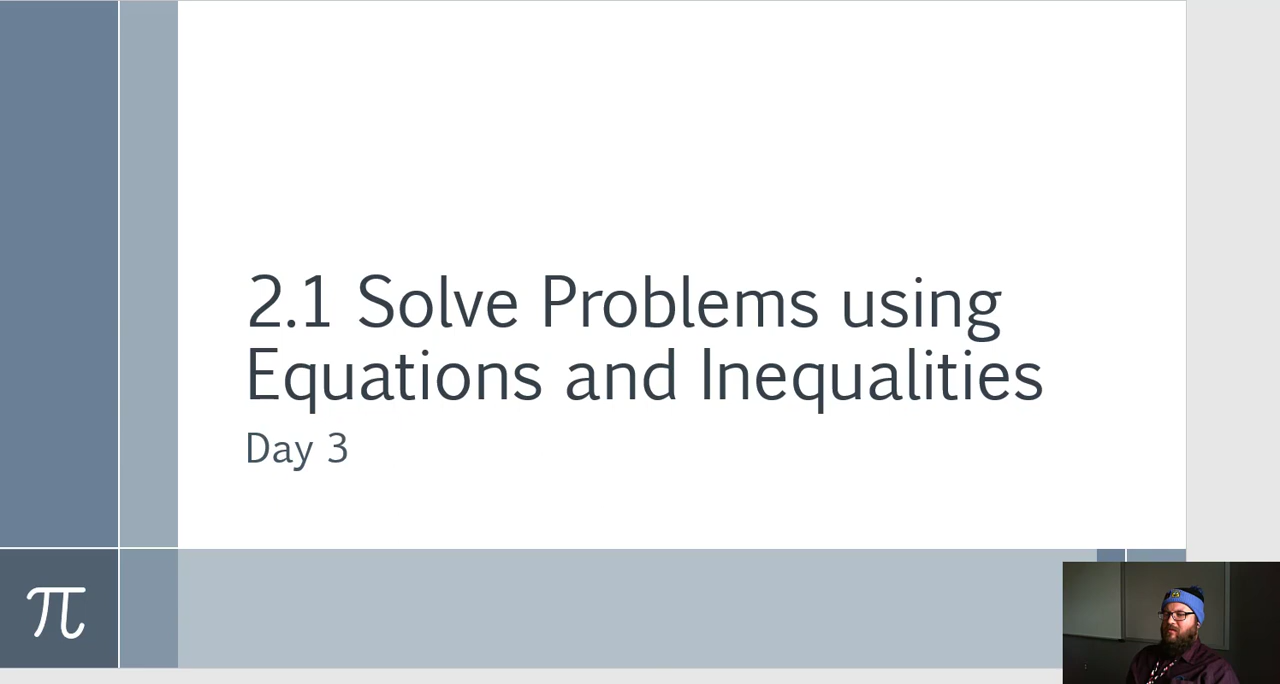 2.1 Solve Problems using
Equations and Inequalities
Day 3
π